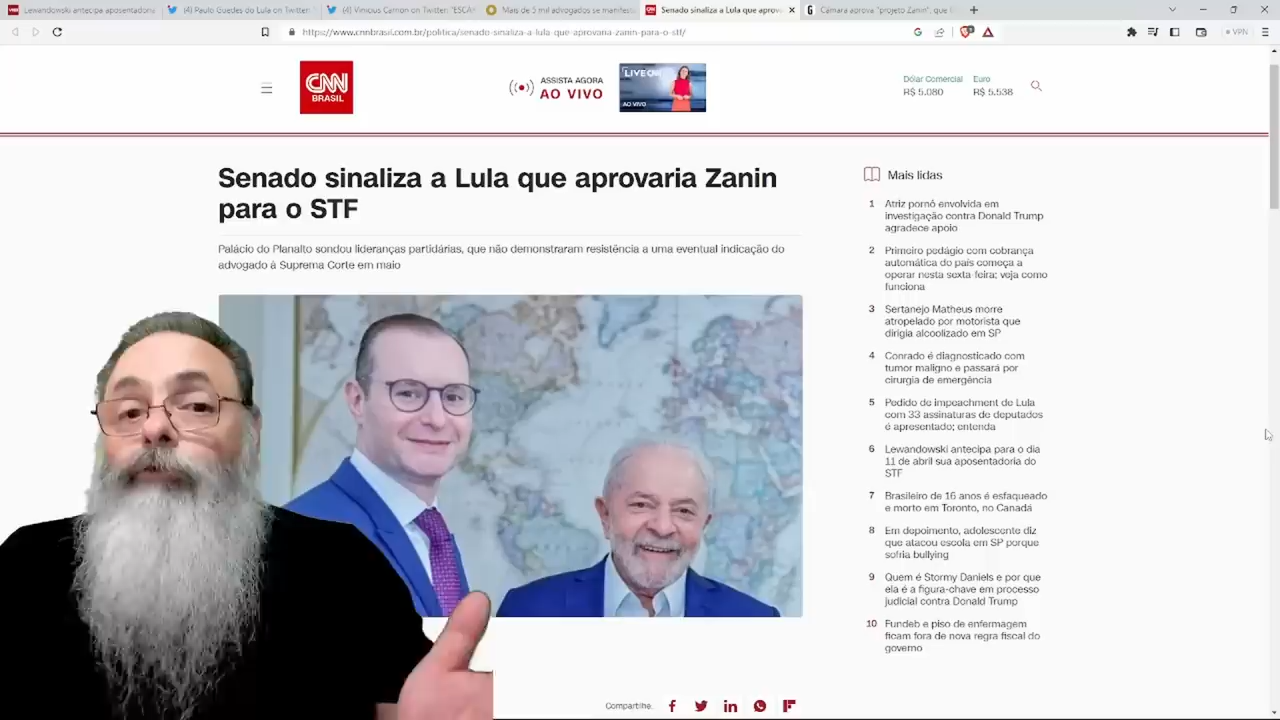 Lewandowski antecipa aposentadoria
(4) Paulo Guedes do Lula on Twitter
(4) Vinicius Carrion on Twitter: "ESCAN
Mais de 5 mil advogados se manifesta
Senado sinaliza a Lula que aprova
Câmara aprova "projeto Zanin", que
https://www.cnnbrasil.com.br/politica/senado-sinaliza-a-lula-que-aprovaria-zanin-para-o-stf/
VPN
CNN
BRASIL
ASSISTA AGORA
AO VIVO
LIVE CNN
AO VIVO
Dólar Comercial Euro
R$ 5,080 R$ 5,538
Senado sinaliza a Lula que aprovaria Zanin
para o STF
Palácio do Planalto sondou lideranças partidárias, que não demonstraram resistência a uma eventual indicação do
advogado à Suprema Corte em maio
Mais lidas
1 Atriz pornô envolvida em
investigação contra Donald Trump
agradece apoio
2 Primeiro pedágio com cobrança
automática do país começa a
operar nesta sexta-feira; veja como
funciona
3 Sertanejo Matheus morre
atropelado por motorista que
dirigia alcoolizado em SP
4 Conrado é diagnosticado com
tumor maligno e passará por
cirurgia de emergência
5 Pedido de impeachment de Lula
com 33 assinaturas de deputados
é apresentado; entenda
6 Lewandowski antecipa para o dia
11 de abril sua aposentadoria do
STF
7 Brasileiro de 16 anos é esfaqueado
e morto em Toronto, no Canadá
8 Em depoimento, adolescente diz
que atacou escola em SP porque
sofria bullying
9 Quem é Stormy Daniels e por que
ela é a figura-chave em processo
judicial contra Donald Trump
10 Fundeb e piso de enfermagem
ficam fora de nova regra fiscal do
governo
Compartilhe: